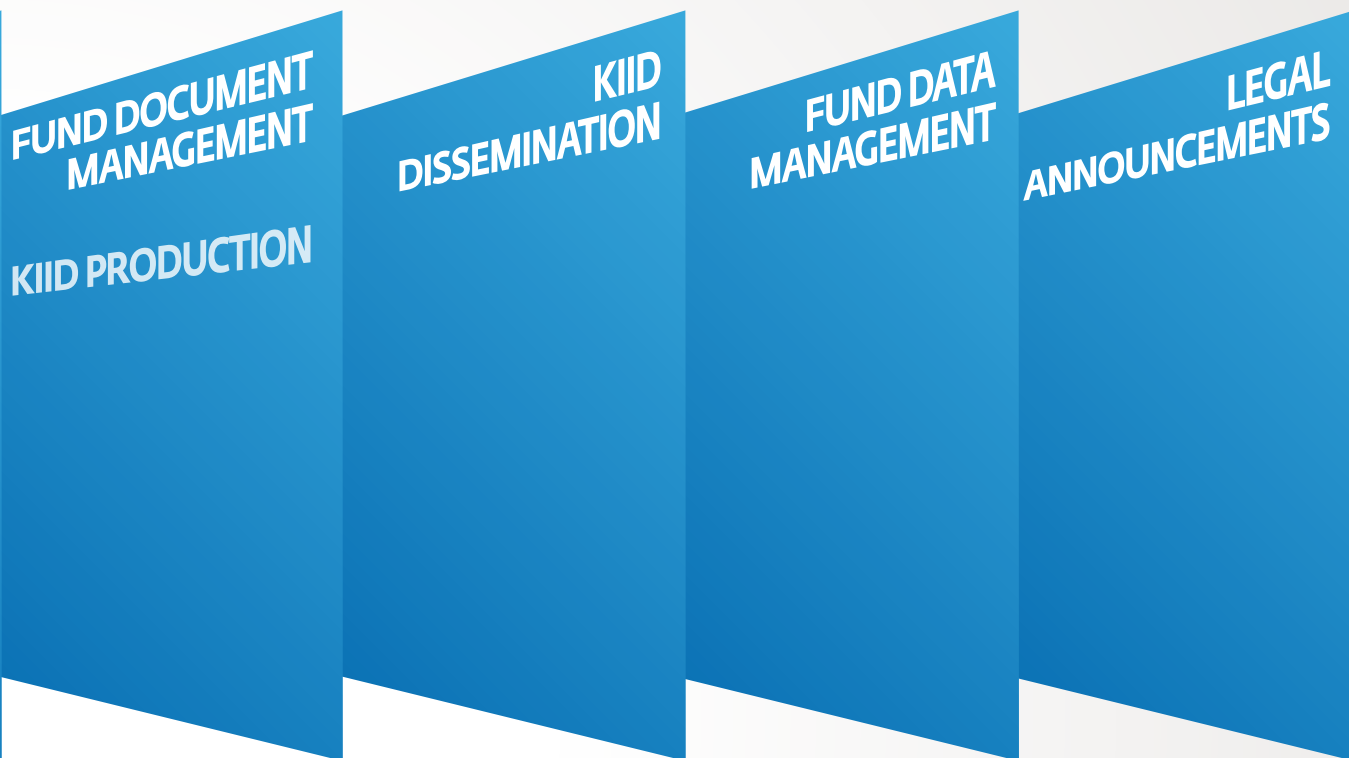 FUND DOCUMENT
MANAGEMENT
KIID PRODUCTION
KIID
DISSEMINATION
FUND DATA
MANAGEMENT
LEGAL
ANNOUNCEMENTS